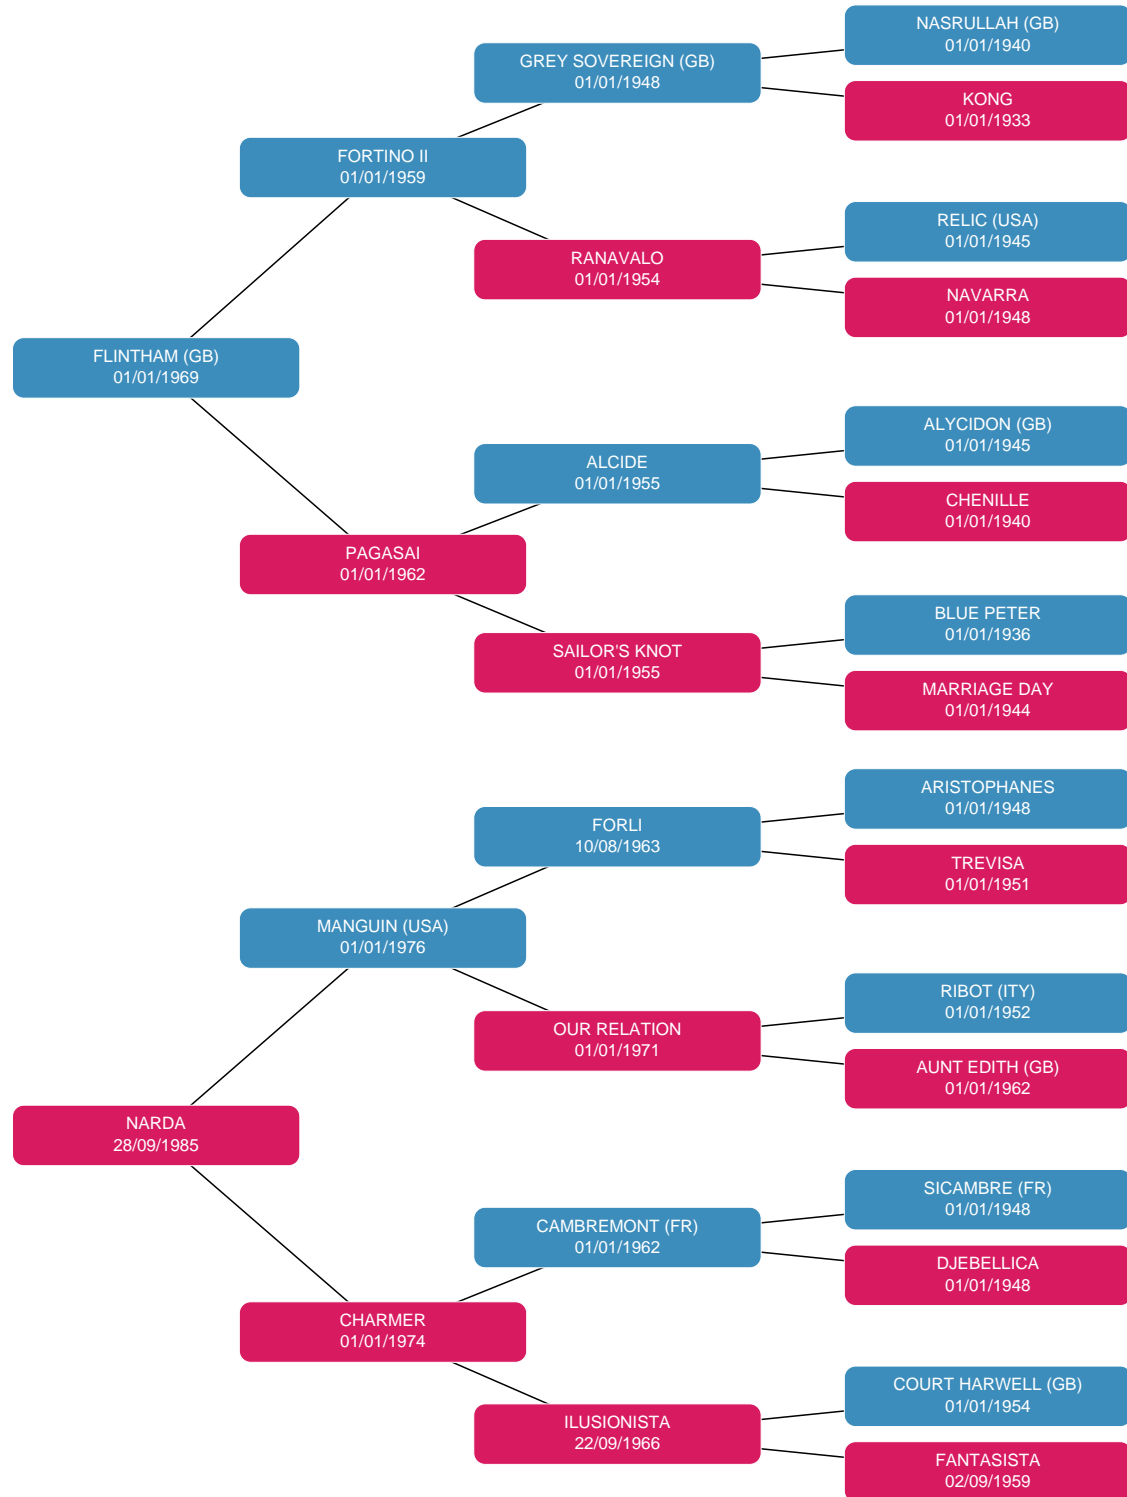 NASRULLAH (GB)
01/01/1940
GREY SOVEREIGN (GB)
01/01/1948
KONG
01/01/1933
FORTINO II
01/01/1959
RELIC (USA)
01/01/1945
RANAVALO
01/01/1954
NAVARRA
01/01/1948
FLINTHAM (GB)
01/01/1969
ALYCIDON (GB)
01/01/1945
ALCIDE
01/01/1955
CHENILLE
01/01/1940
PAGASAI
01/01/1962
BLUE PETER
01/01/1936
SAILOR'S KNOT
01/01/1955
MARRIAGE DAY
01/01/1944
ARISTOPHANES
01/01/1948
FORLI
10/08/1963
TREVISA
01/01/1951
MANGUIN (USA)
01/01/1976
RIBOT (ITY)
01/01/1952
OUR RELATION
01/01/1971
AUNT EDITH (GB)
01/01/1962
NARDA
28/09/1985
SICAMBRE (FR)
01/01/1948
CAMBREMONT (FR)
01/01/1962
DJEBELLICA
01/01/1948
CHARMER
01/01/1974
COURT HARWELL (GB)
01/01/1954
ILUSIONISTA
22/09/1966
FANTASISTA
02/09/1959